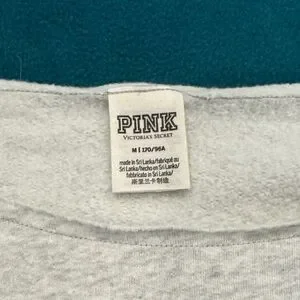 PINK
VICTORIA'S SECRET
M | 170/96A
made in Sri Lanka/fabriqué au
Sri Lanka/hecho en Sri Lanka/
fabbricato in Sri Lanka/
斯里兰卡制造